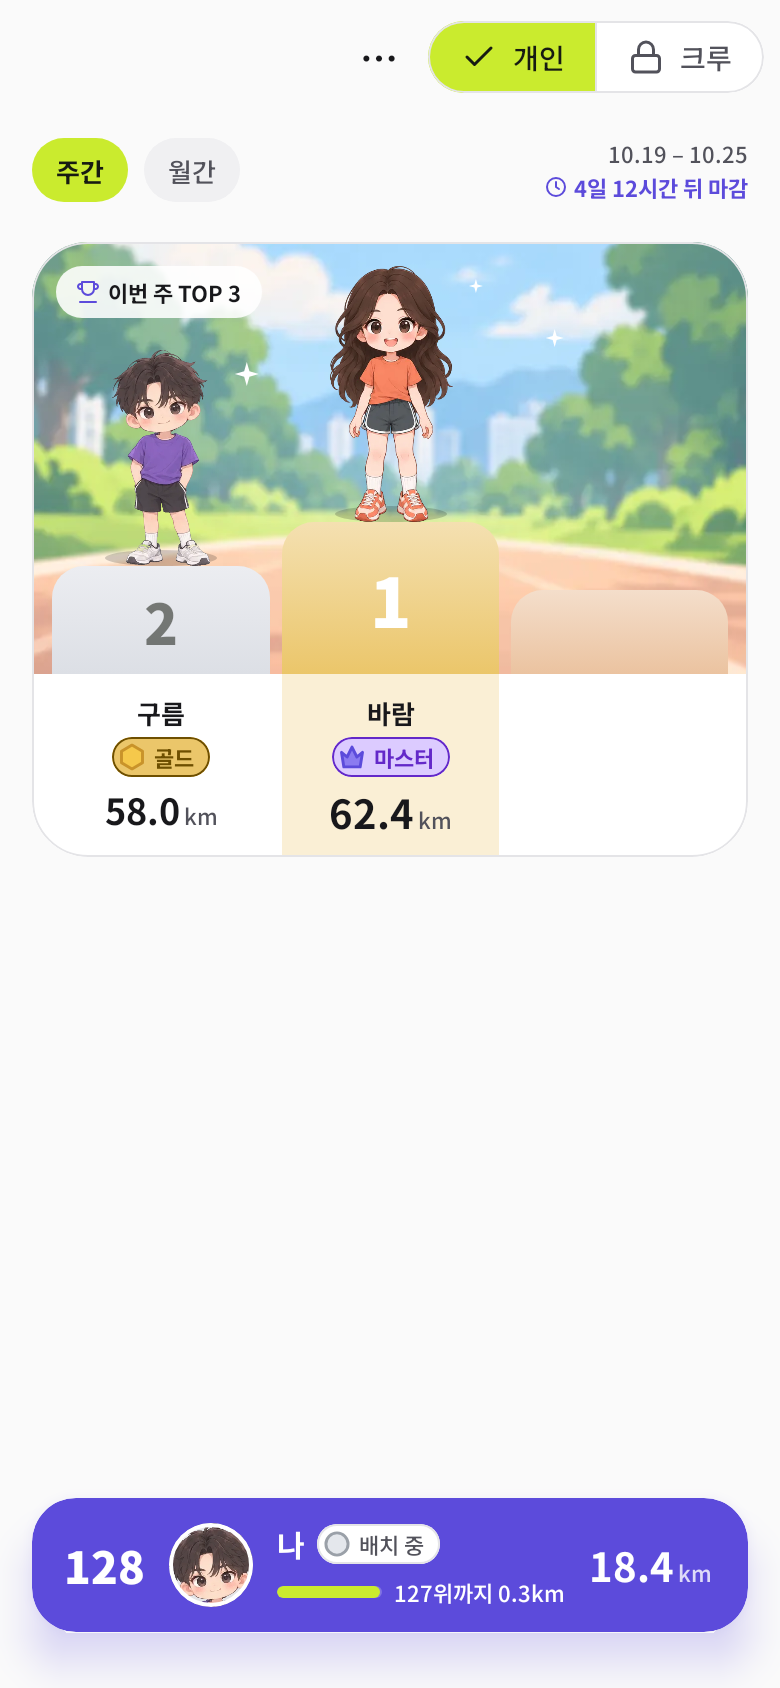 개인
크루
주간
월간
10.19 – 10.25
4일 12시간 뒤 마감
이번 주 TOP 3
2
1
구름
바람
골드
마스터
58.0 km
62.4 km
128
나
배치 중
127위까지 0.3km
18.4 km